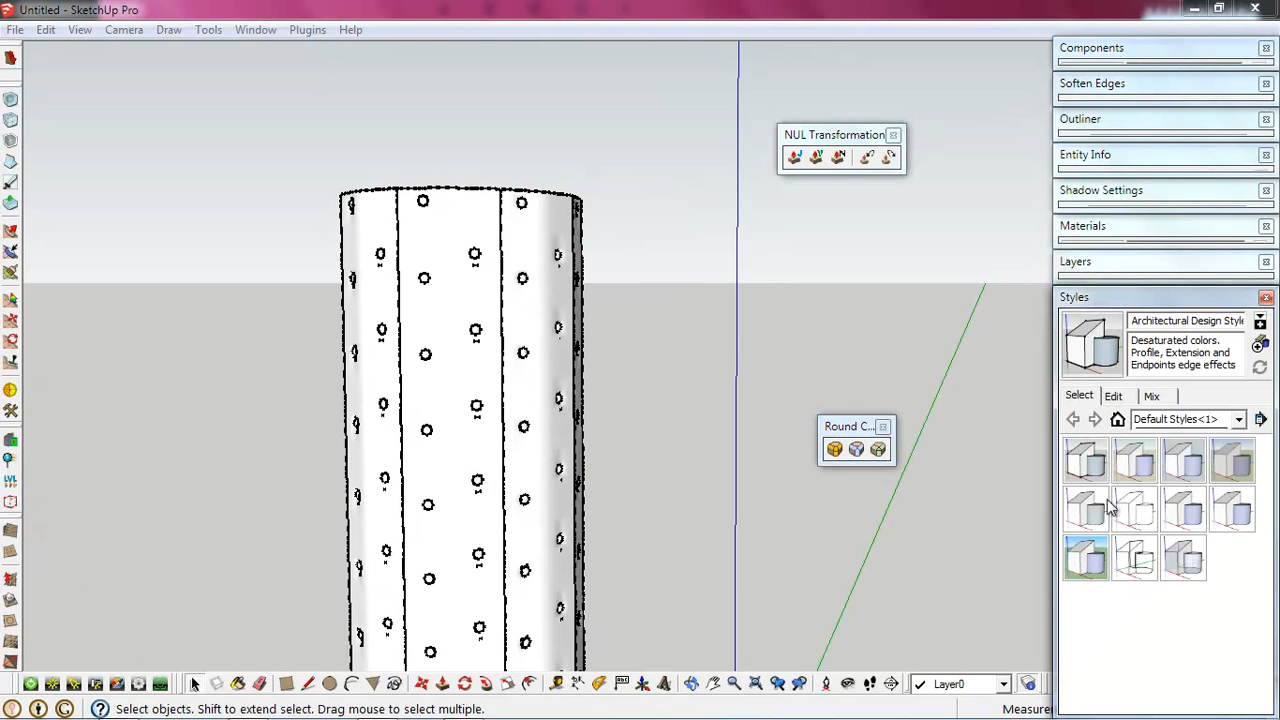 Untitled - SketchUp Pro
File Edit View Camera Draw Tools Window Plugins Help
Components
Soften Edges
Outliner
NUL Transformation
Entity Info
Shadow Settings
Materials
Layers
Styles
Architectural Design Style
Desaturated colors.
Profile, Extension and
Endpoints edge effects
Select Edit Mix
Default Styles<1>
Round C...
LVL
Layer0
Select objects. Shift to extend select. Drag mouse to select multiple.
Measurer